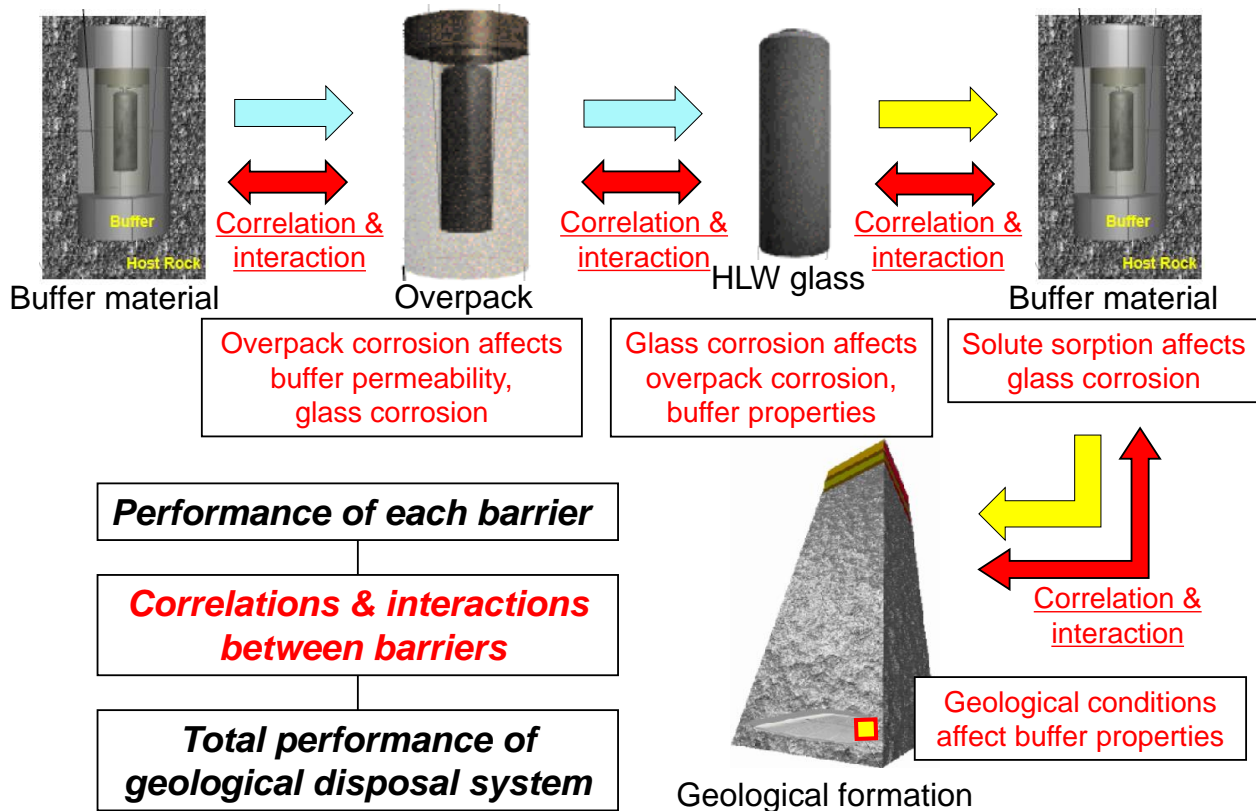 Buffer
Host Rock
Buffer material
Correlation &
interaction
Overpack
Correlation &
interaction
HLW glass
Correlation &
interaction
Buffer
Host Rock
Buffer material
Overpack corrosion affects
buffer permeability,
glass corrosion
Glass corrosion affects
overpack corrosion,
buffer properties
Solute sorption affects
glass corrosion
Performance of each barrier
Correlations & interactions
between barriers
Total performance of
geological disposal system
Correlation &
interaction
Geological conditions
affect buffer properties
Geological formation